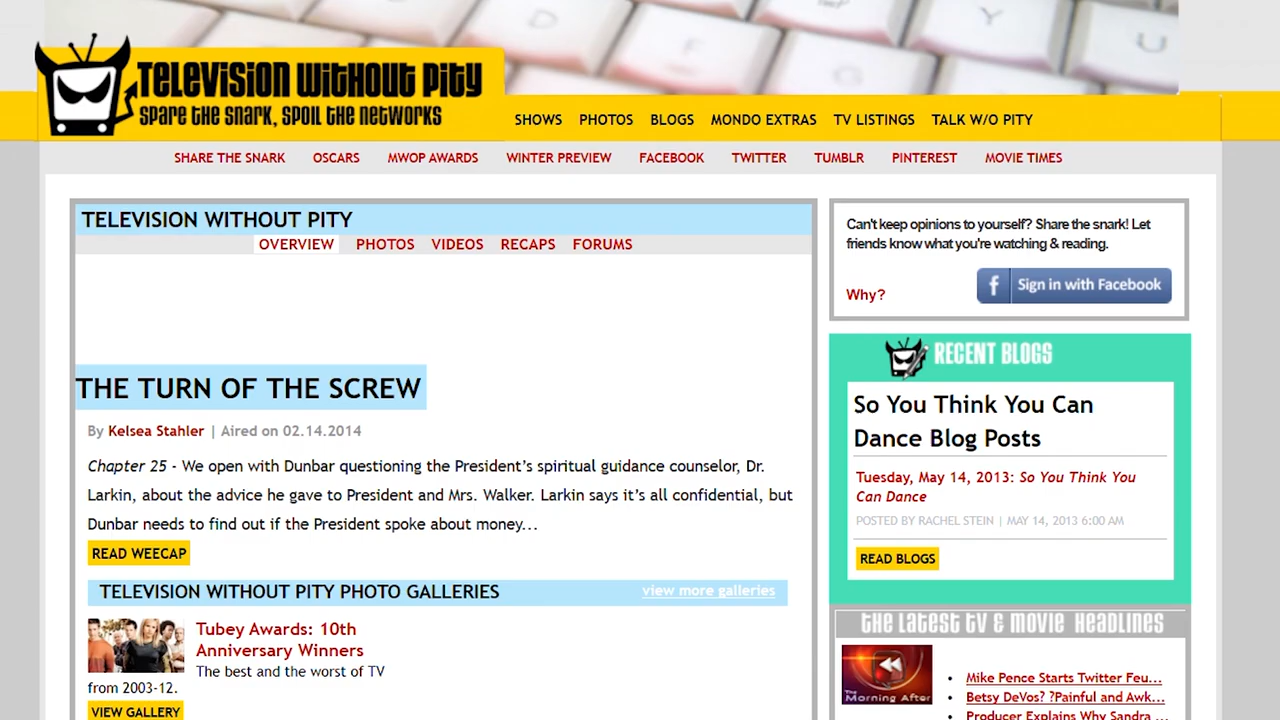 TELEVISION WITHOUT PITY
SPARE THE SNARK, SPOIL THE NETWORKS
SHOWS PHOTOS BLOGS MONDO EXTRAS TV LISTINGS TALK W/O PITY
SHARE THE SNARK OSCARS MWOP AWARDS WINTER PREVIEW FACEBOOK TWITTER TUMBLR PINTEREST MOVIE TIMES
TELEVISION WITHOUT PITY
OVERVIEW PHOTOS VIDEOS RECAPS FORUMS
THE TURN OF THE SCREW
By Kelsea Stahler | Aired on 02.14.2014
Chapter 25 - We open with Dunbar questioning the President’s spiritual guidance counselor, Dr.
Larkin, about the advice he gave to President and Mrs. Walker. Larkin says it’s all confidential, but
Dunbar needs to find out if the President spoke about money...
READ WEECAP
TELEVISION WITHOUT PITY PHOTO GALLERIES view more galleries
Tubey Awards: 10th
Anniversary Winners
The best and the worst of TV
from 2003-12.
VIEW GALLERY
Can't keep opinions to yourself? Share the snark! Let
friends know what you're watching & reading.
Why? f Sign in with Facebook
RECENT BLOGS
So You Think You Can
Dance Blog Posts
Tuesday, May 14, 2013: So You Think You
Can Dance
POSTED BY RACHEL STEIN | MAY 14, 2013 6:00 AM
READ BLOGS
THE LATEST TV & MOVIE HEADLINES
The Morning After
• Mike Pence Starts Twitter Feu...
• Betsy DeVos? ?Painful and Awk...
• Producer Explains Why Sandra ...